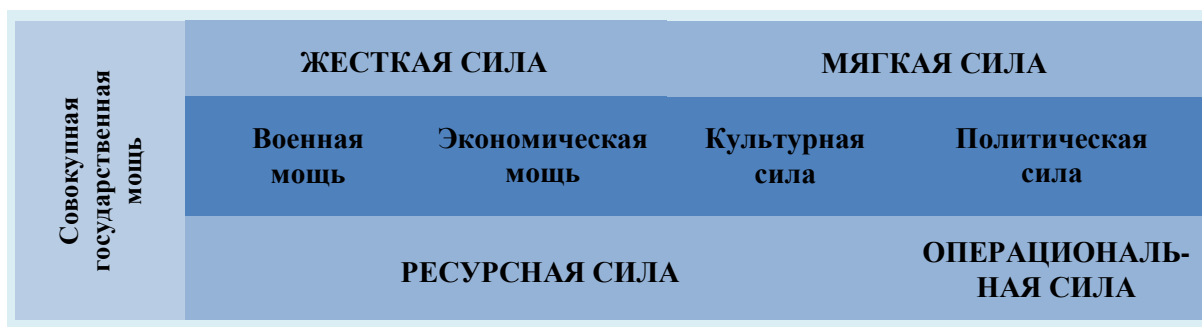 Совокупная
государственная
мощь
ЖЕСТКАЯ СИЛА
МЯГКАЯ СИЛА
Военная
мощь
Экономическая
мощь
Культурная
сила
Политическая
сила
РЕСУРСНАЯ СИЛА
ОПЕРАЦИОНАЛЬ-
НАЯ СИЛА